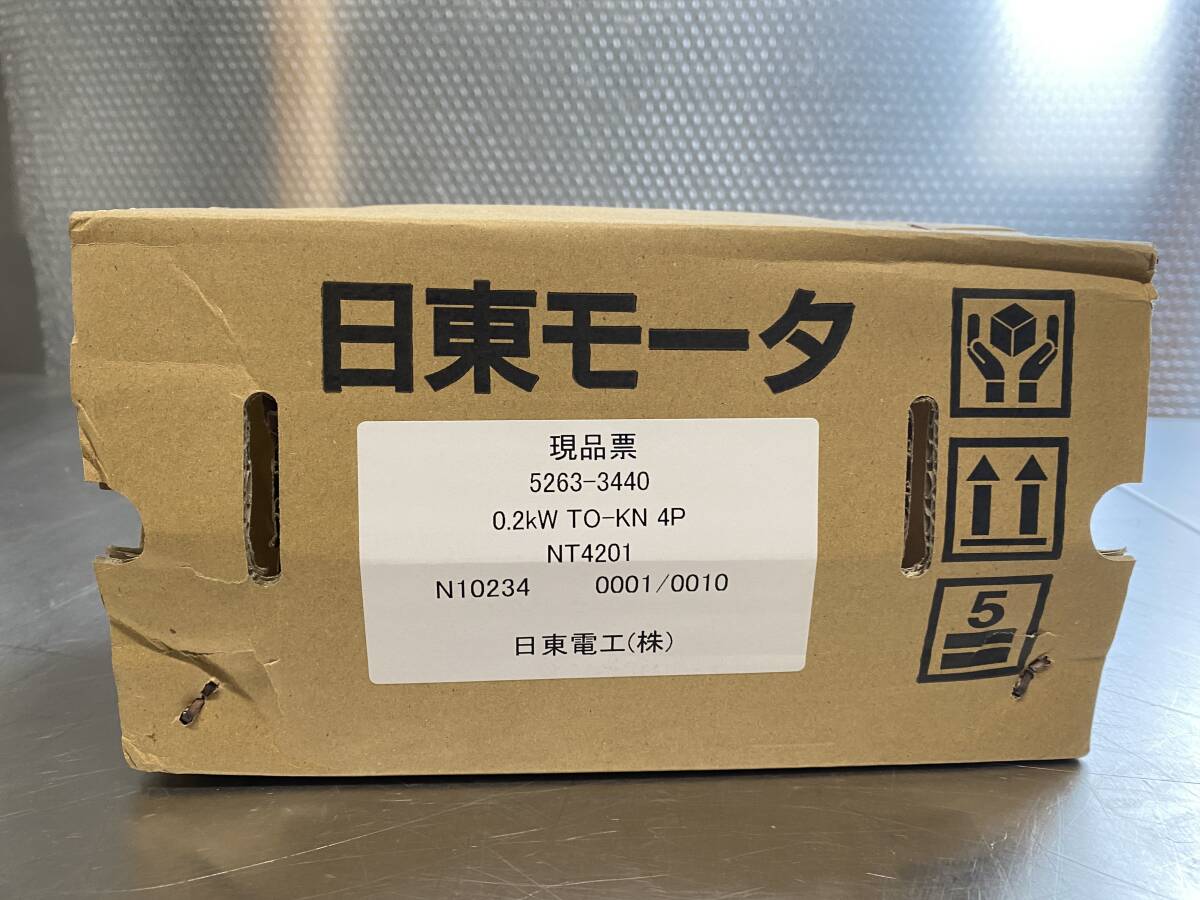 日東モータ
現品票
5263-3440
0.2kW TO-KN 4P
NT4201
N10234 0001/0010
日東電工(株)
5